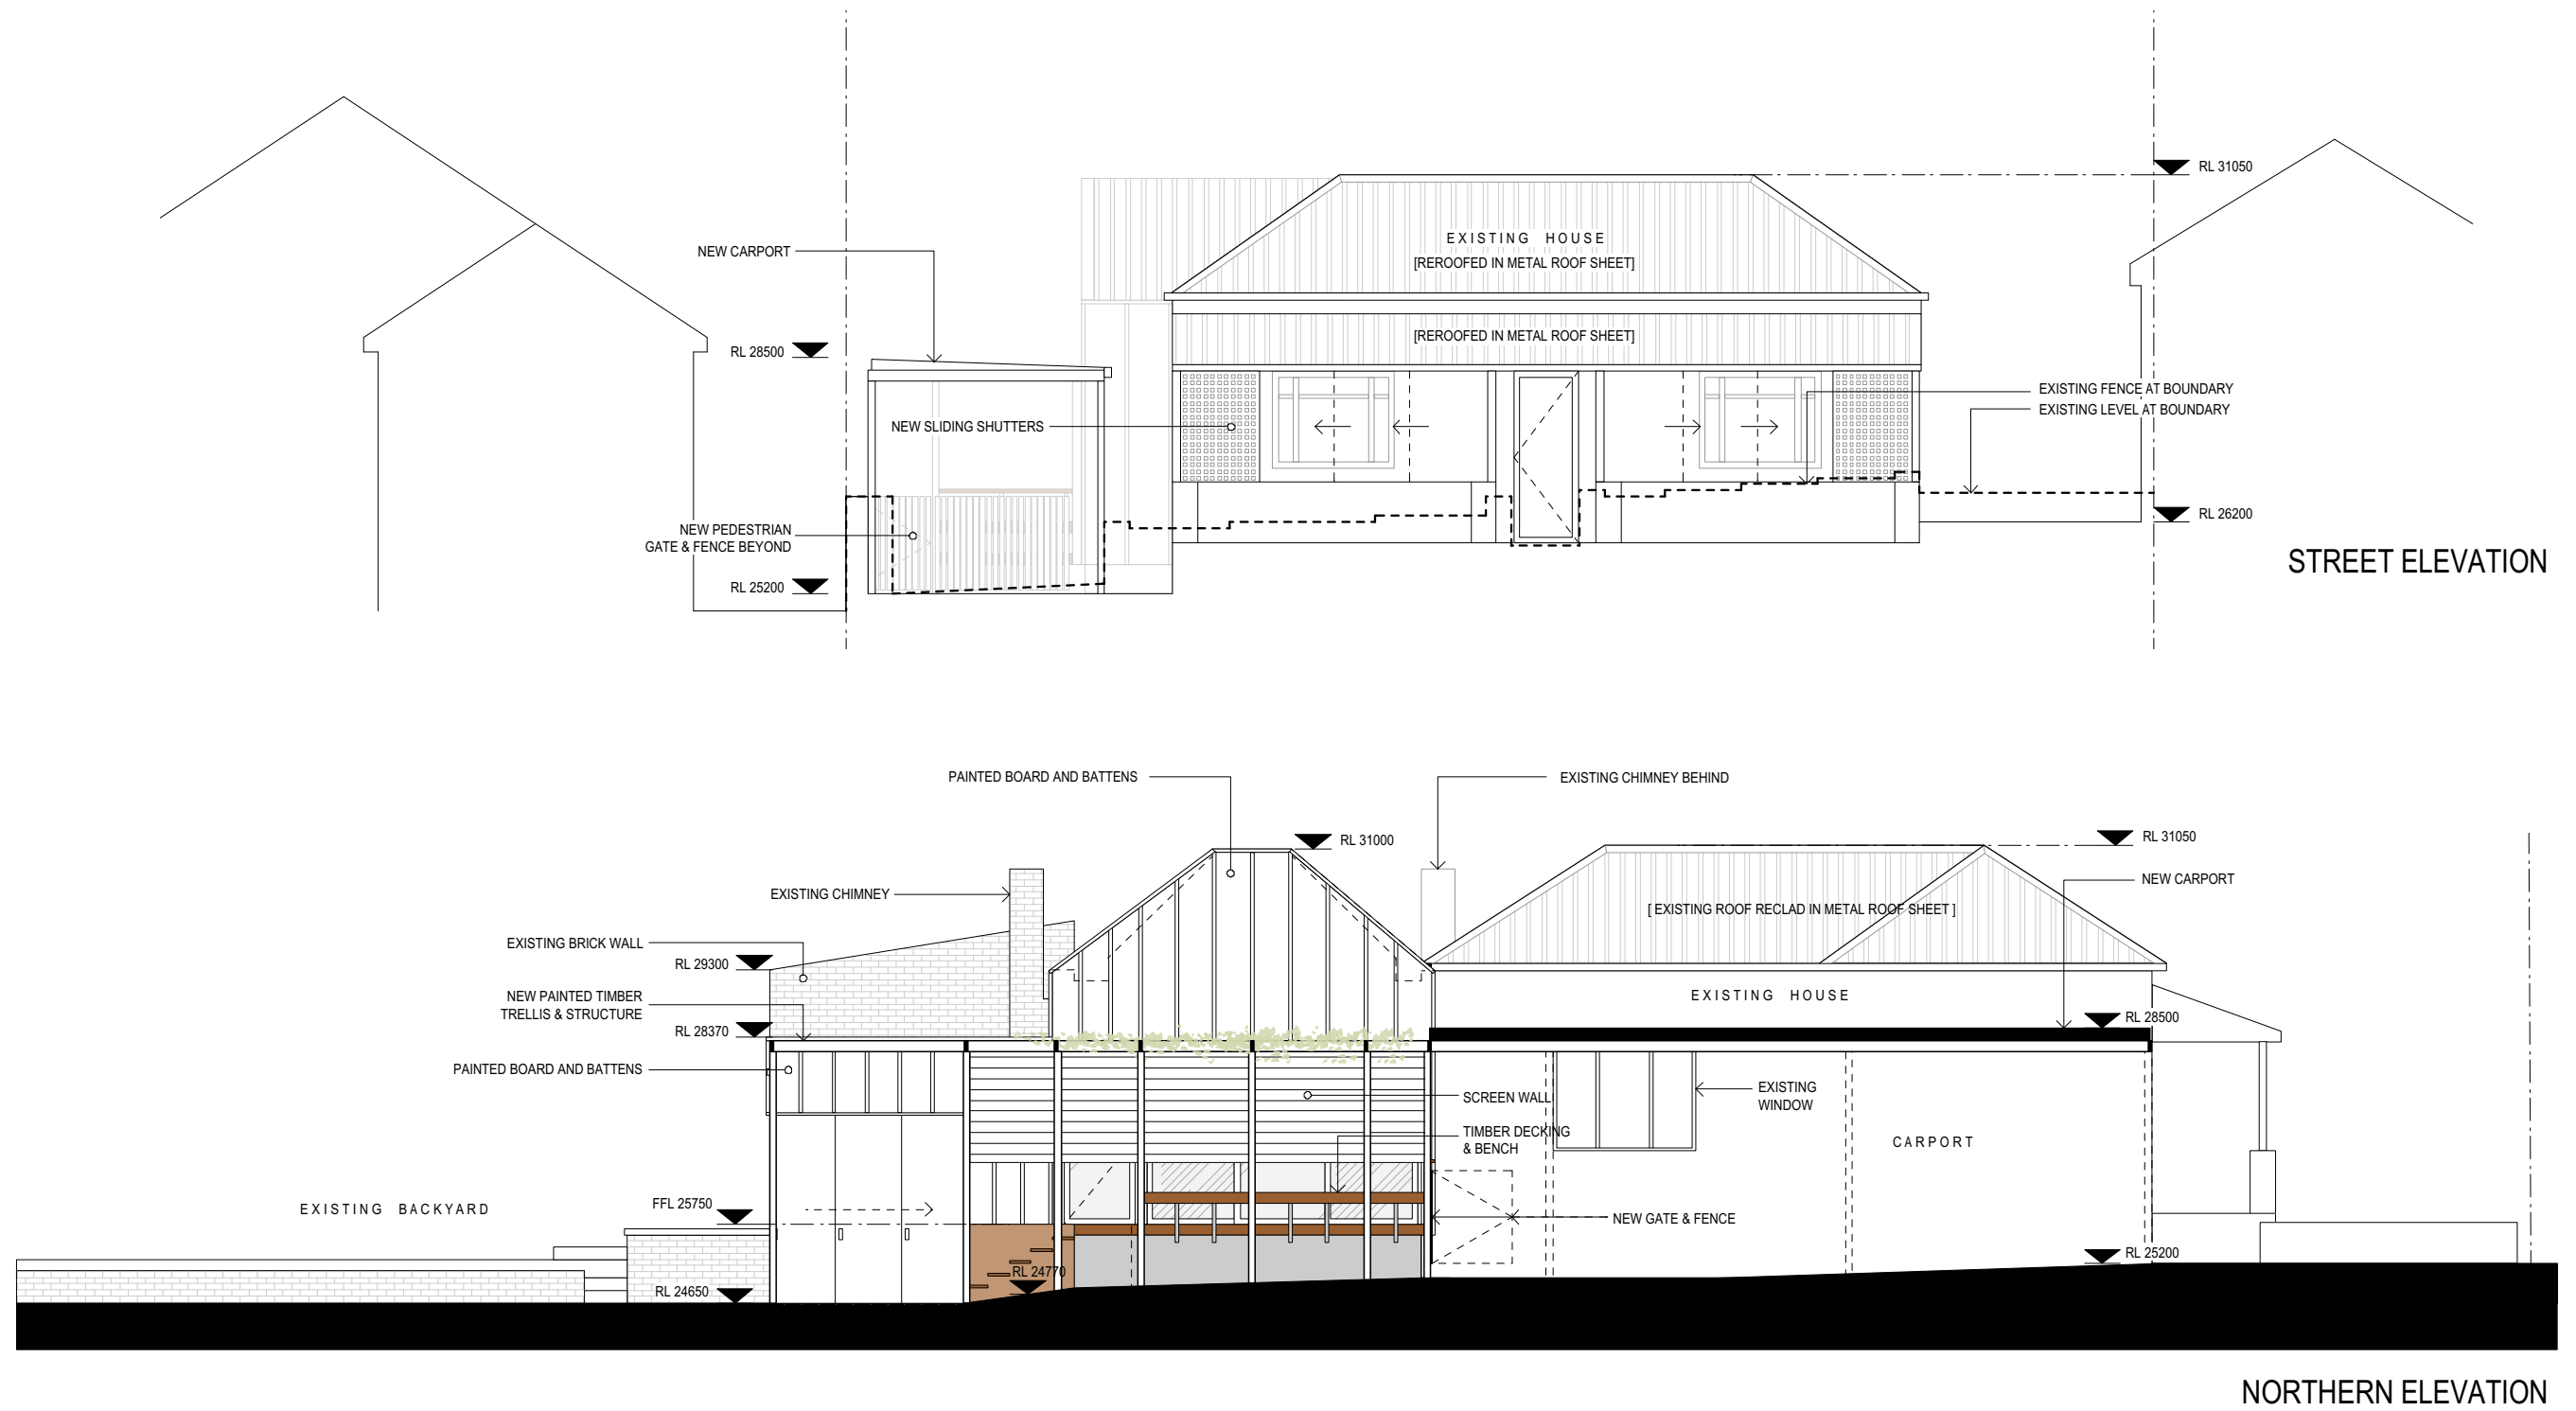 RL 31050
EXISTING HOUSE
[REROOFED IN METAL ROOF SHEET]
NEW CARPORT
[REROOFED IN METAL ROOF SHEET]
RL 28500
EXISTING FENCE AT BOUNDARY
EXISTING LEVEL AT BOUNDARY
NEW SLIDING SHUTTERS
RL 26200
NEW PEDESTRIAN
GATE & FENCE BEYOND
RL 25200
STREET ELEVATION
PAINTED BOARD AND BATTENS
EXISTING CHIMNEY BEHIND
RL 31000
RL 31050
NEW CARPORT
EXISTING CHIMNEY
[ EXISTING ROOF RECLAD IN METAL ROOF SHEET ]
EXISTING BRICK WALL
RL 29300
NEW PAINTED TIMBER
TRELLIS & STRUCTURE
EXISTING HOUSE
RL 28370
RL 28500
PAINTED BOARD AND BATTENS
EXISTING
WINDOW
SCREEN WALL
TIMBER DECKING
& BENCH
CARPORT
EXISTING BACKYARD
FFL 25750
NEW GATE & FENCE
RL 25200
RL 24770
RL 24650
NORTHERN ELEVATION